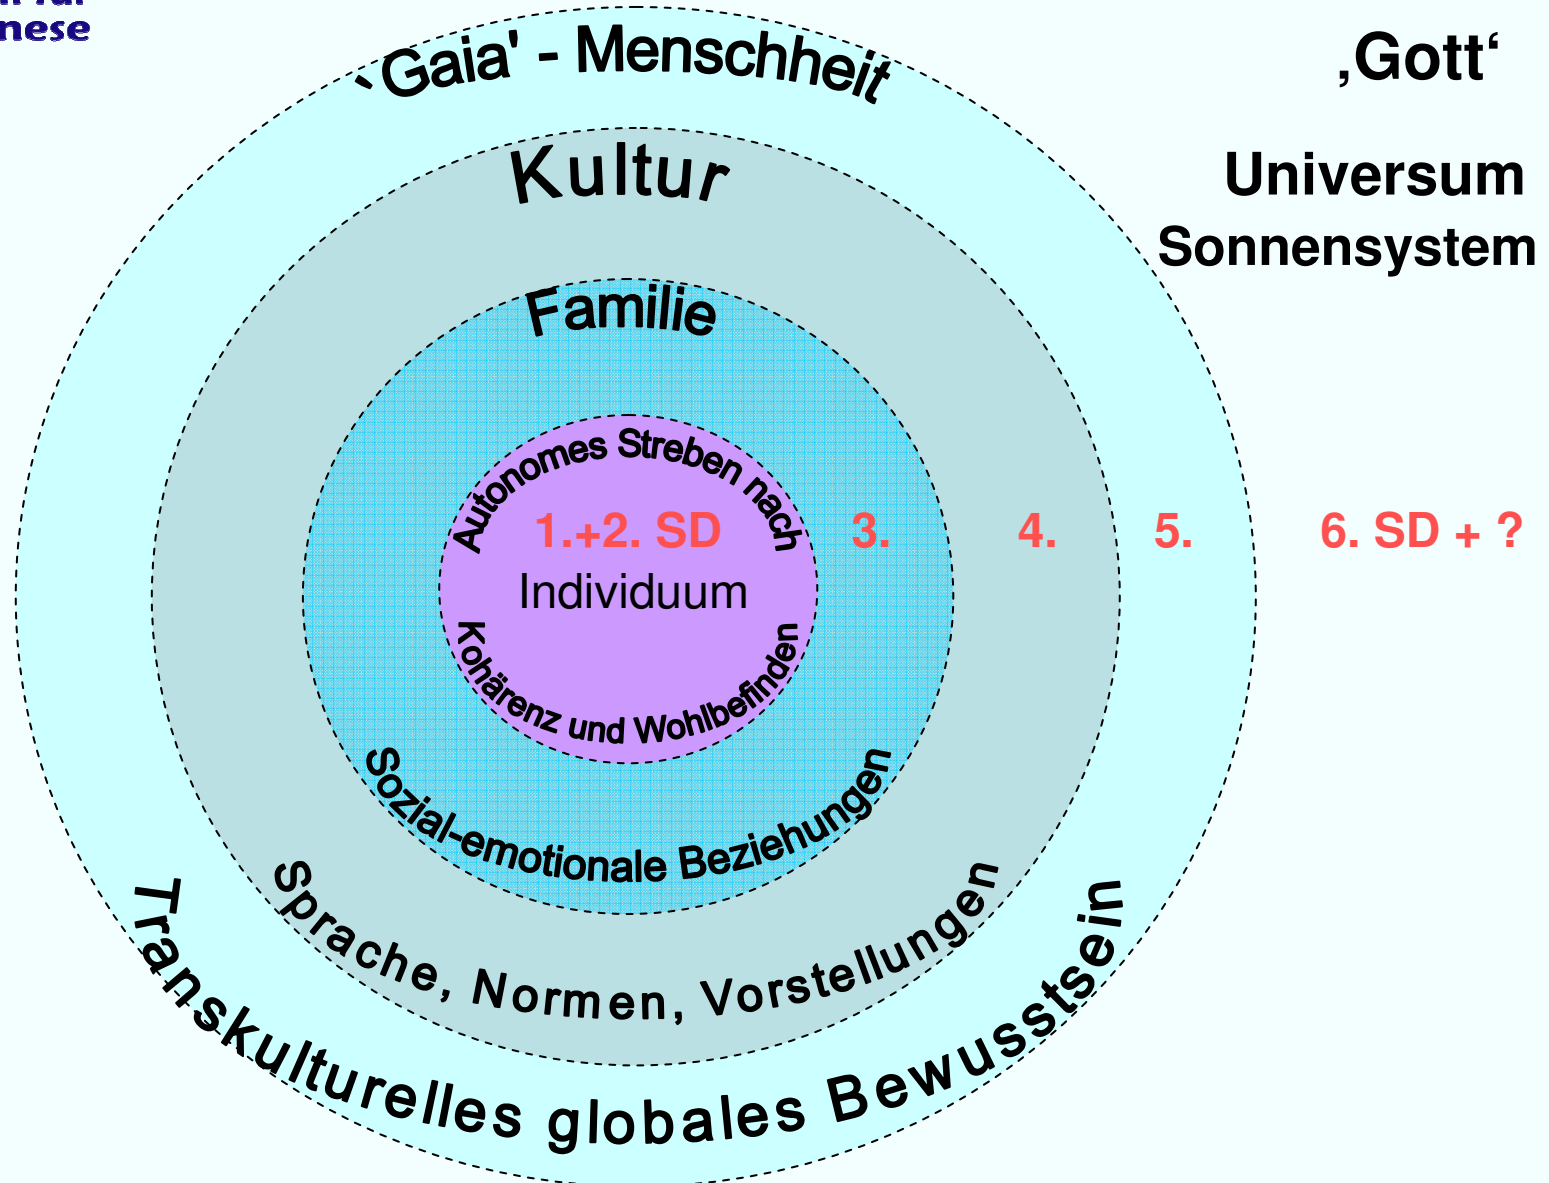 nese
`Gaia' - Menschheit
‚Gott‘
Kultur
Universum
Sonnensystem
Familie
Autonomes Streben nach
1.+2. SD
3.
4.
5.
6. SD + ?
Individuum
Kohärenz und Wohlbefinden
Sozial-emotionale Beziehungen
Sprache, Normen, Vorstellungen
Transkulturelles globales Bewusstsein